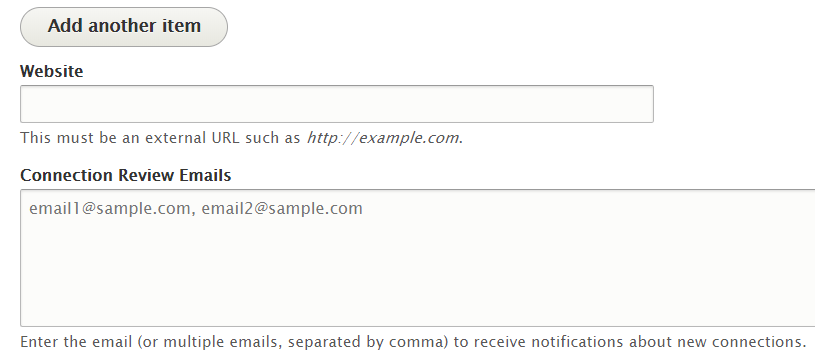 Add another item
Website
This must be an external URL such as http://example.com.
Connection Review Emails
email1@sample.com, email2@sample.com
Enter the email (or multiple emails, separated by comma) to receive notifications about new connections.